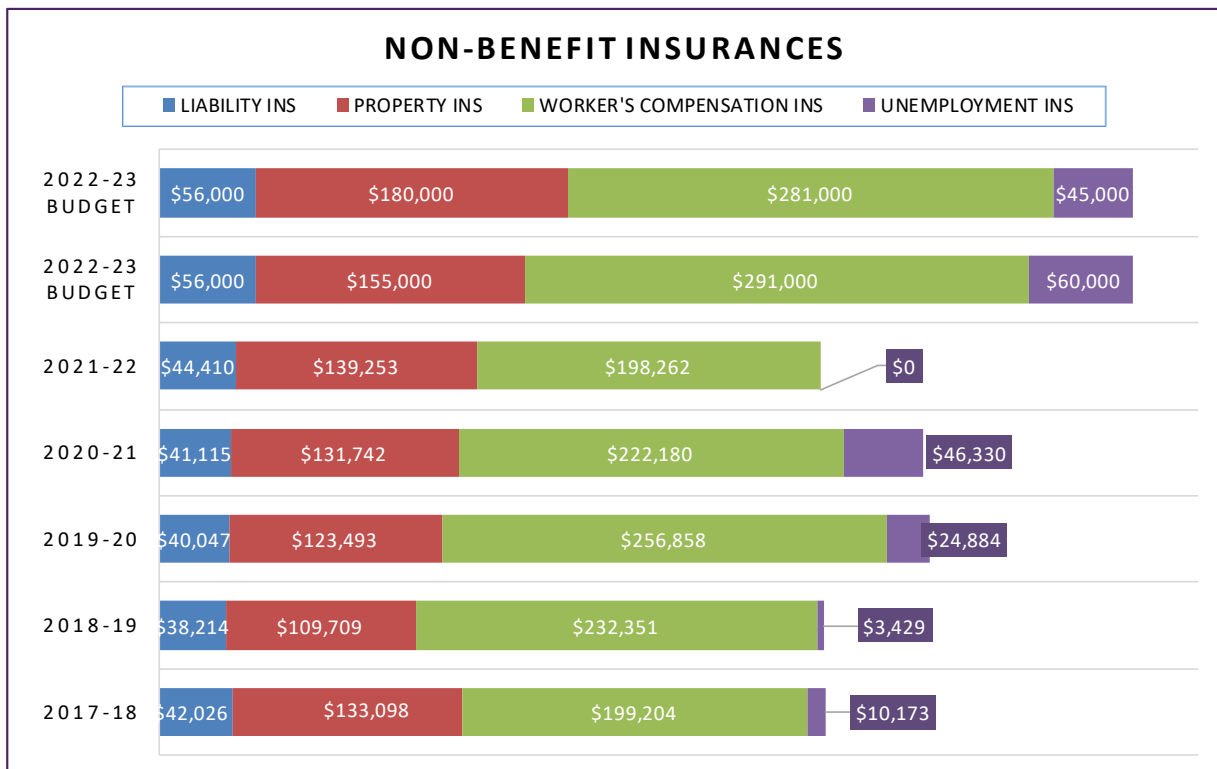 NON-BENEFIT INSURANCES
LIABILITY INS PROPERTY INS WORKER'S COMPENSATION INS UNEMPLOYMENT INS
2022-23
BUDGET
$56,000 $180,000 $281,000 $45,000
2022-23
BUDGET
$56,000 $155,000 $291,000 $60,000
2021-22 $44,410 $139,253 $198,262 $0
2020-21 $41,115 $131,742 $222,180 $46,330
2019-20 $40,047 $123,493 $256,858 $24,884
2018-19 $38,214 $109,709 $232,351 $3,429
2017-18 $42,026 $133,098 $199,204 $10,173